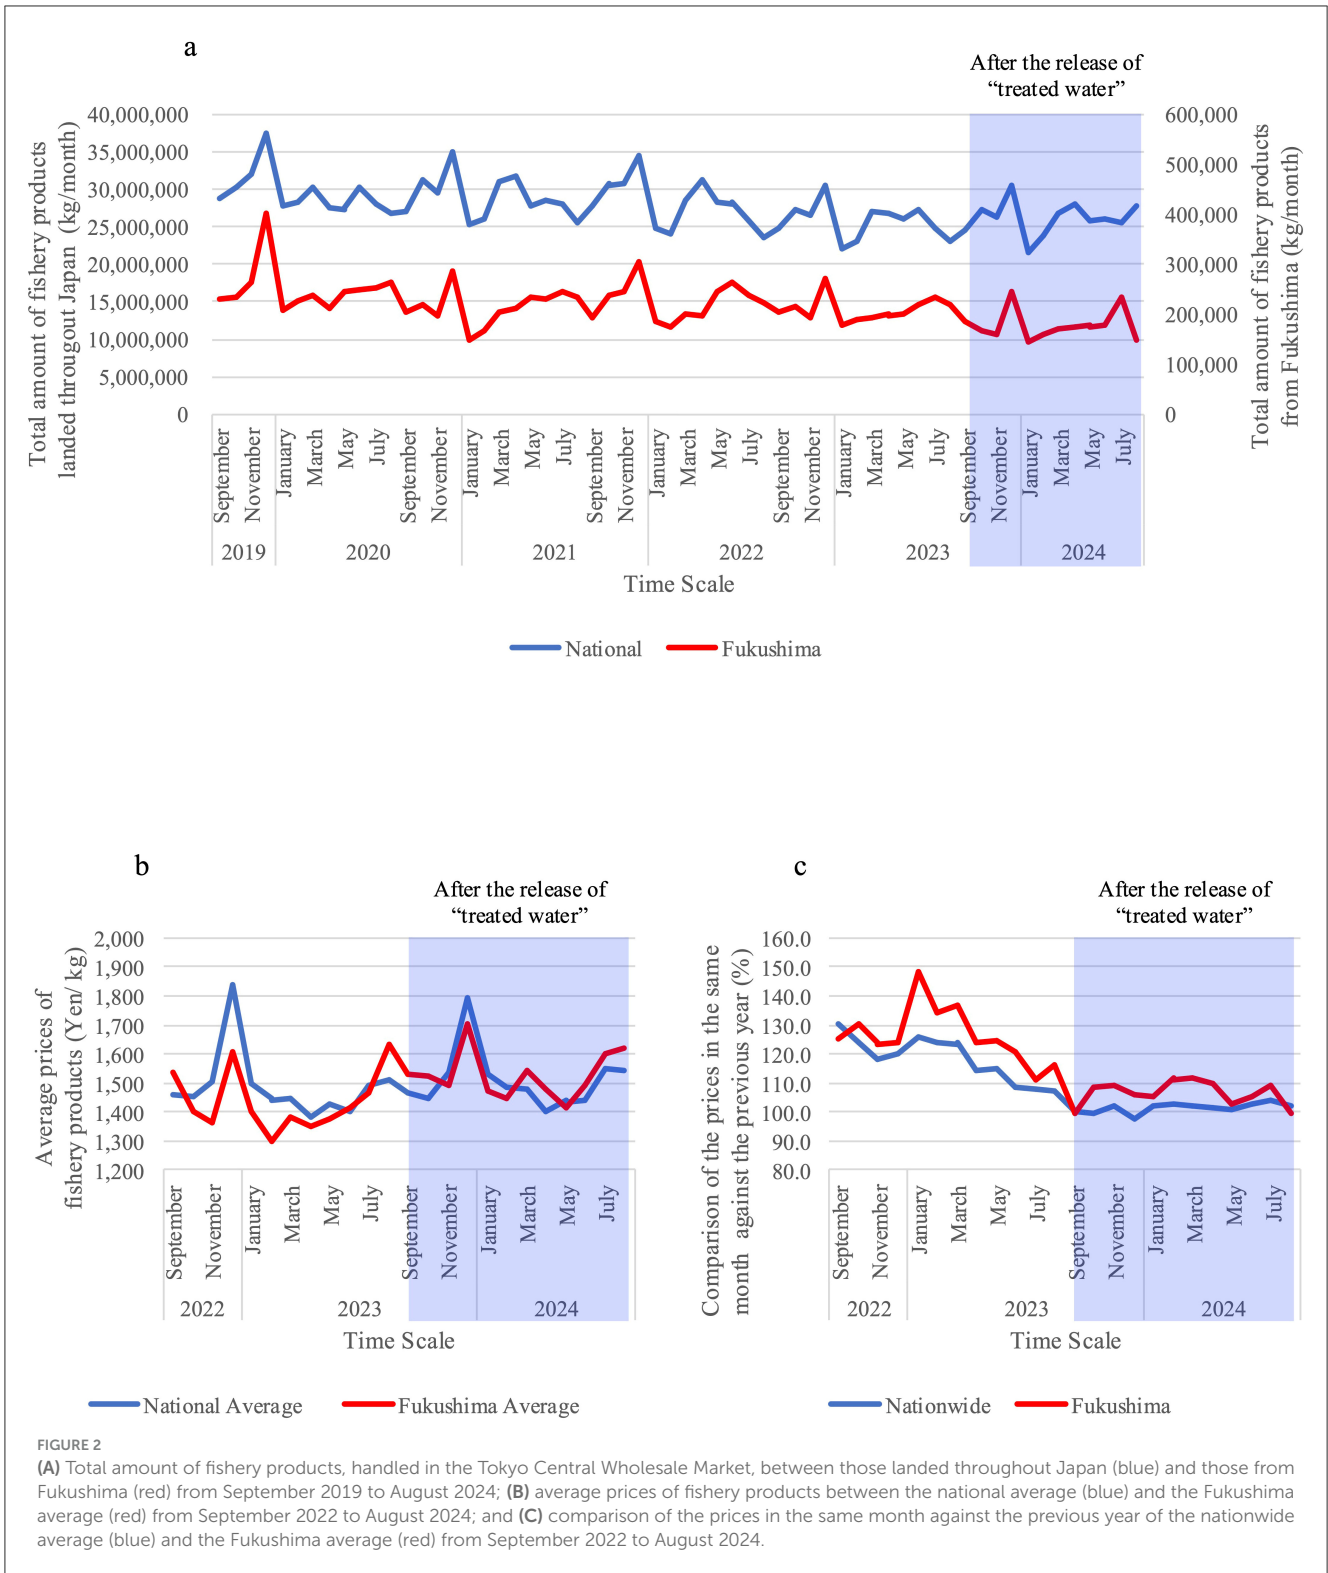 a
After the release of
“treated water”
Total amount of fishery products
landed througout Japan (kg/month)
40,000,000
35,000,000
30,000,000
25,000,000
20,000,000
15,000,000
10,000,000
5,000,000
0
600,000
500,000
400,000
300,000
200,000
100,000
0
Total amount of fishery products
from Fukushima (kg/month)
September
November
January
March
May
July
September
November
January
March
May
July
September
November
January
March
May
July
September
November
January
March
May
July
September
November
January
March
May
July
2019
2020
2021
2022
2023
2024
Time Scale
National
Fukushima
b
After the release of
“treated water”
Average prices of
fishery products (Yen/ kg)
2,000
1,900
1,800
1,700
1,600
1,500
1,400
1,300
1,200
September
November
January
March
May
July
September
November
January
March
May
July
2022
2023
2024
Time Scale
National Average
Fukushima Average
c
After the release of
“treated water”
Comparison of the prices in the same
month against the previous year (%)
160.0
150.0
140.0
130.0
120.0
110.0
100.0
90.0
80.0
September
November
January
March
May
July
September
November
January
March
May
July
2022
2023
2024
Time Scale
Nationwide
Fukushima
FIGURE 2
(A) Total amount of fishery products, handled in the Tokyo Central Wholesale Market, between those landed throughout Japan (blue) and those from
Fukushima (red) from September 2019 to August 2024; (B) average prices of fishery products between the national average (blue) and the Fukushima
average (red) from September 2022 to August 2024; and (C) comparison of the prices in the same month against the previous year of the nationwide
average (blue) and the Fukushima average (red) from September 2022 to August 2024.